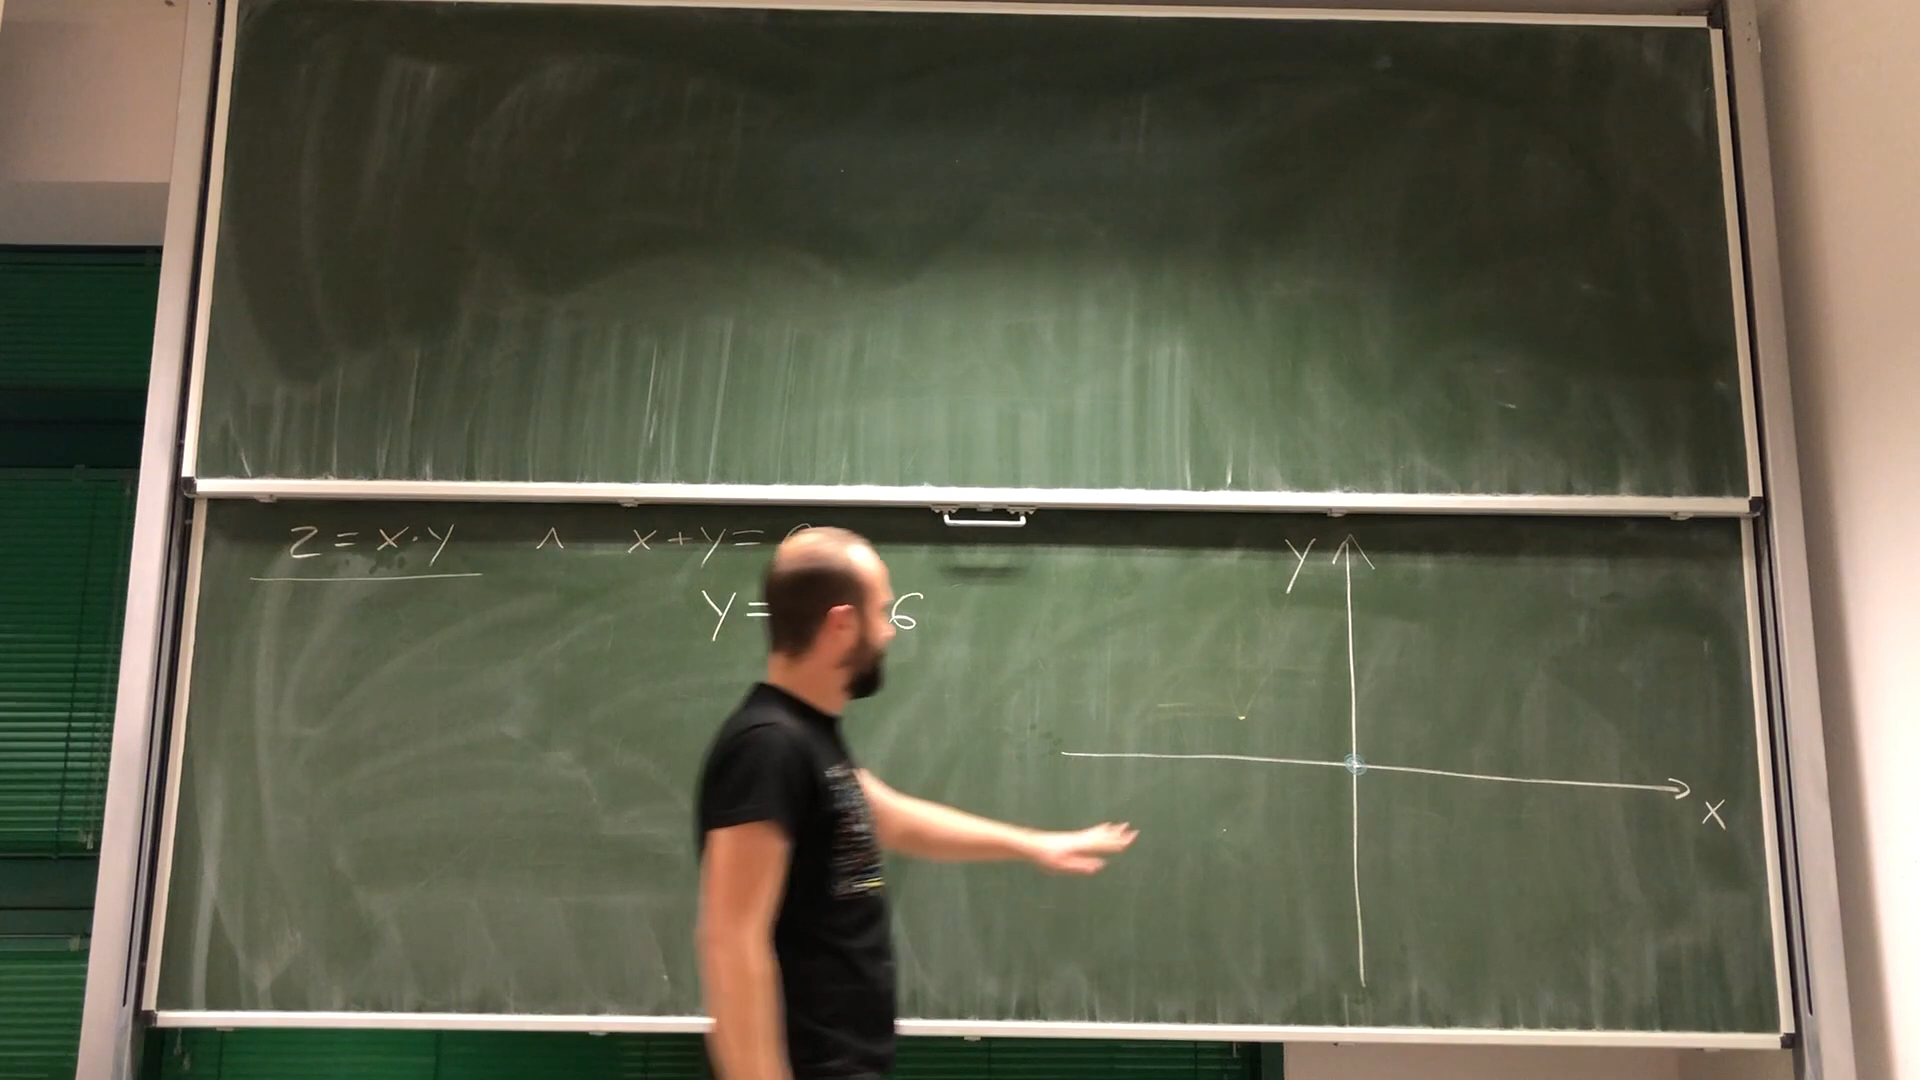 z = x·y ∧ x + y =
y = 6
y
x